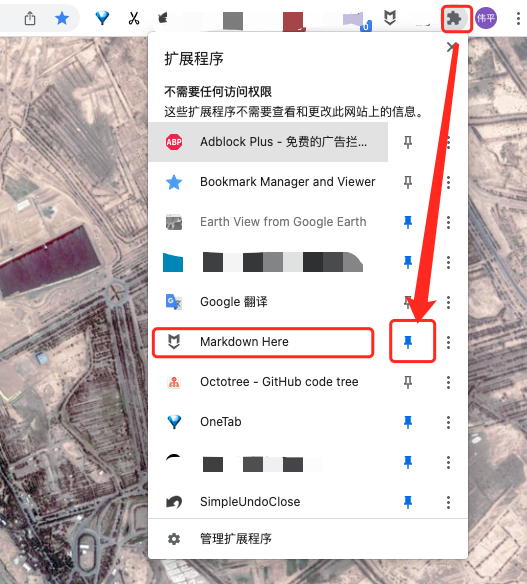 伟平
扩展程序
不需要任何访问权限
这些扩展程序不需要查看和更改此网站上的信息。
ABP Adblock Plus - 免费的广告拦...
Bookmark Manager and Viewer
Earth View from Google Earth
Google 翻译
Markdown Here
Octotree - GitHub code tree
OneTab
SimpleUndoClose
管理扩展程序